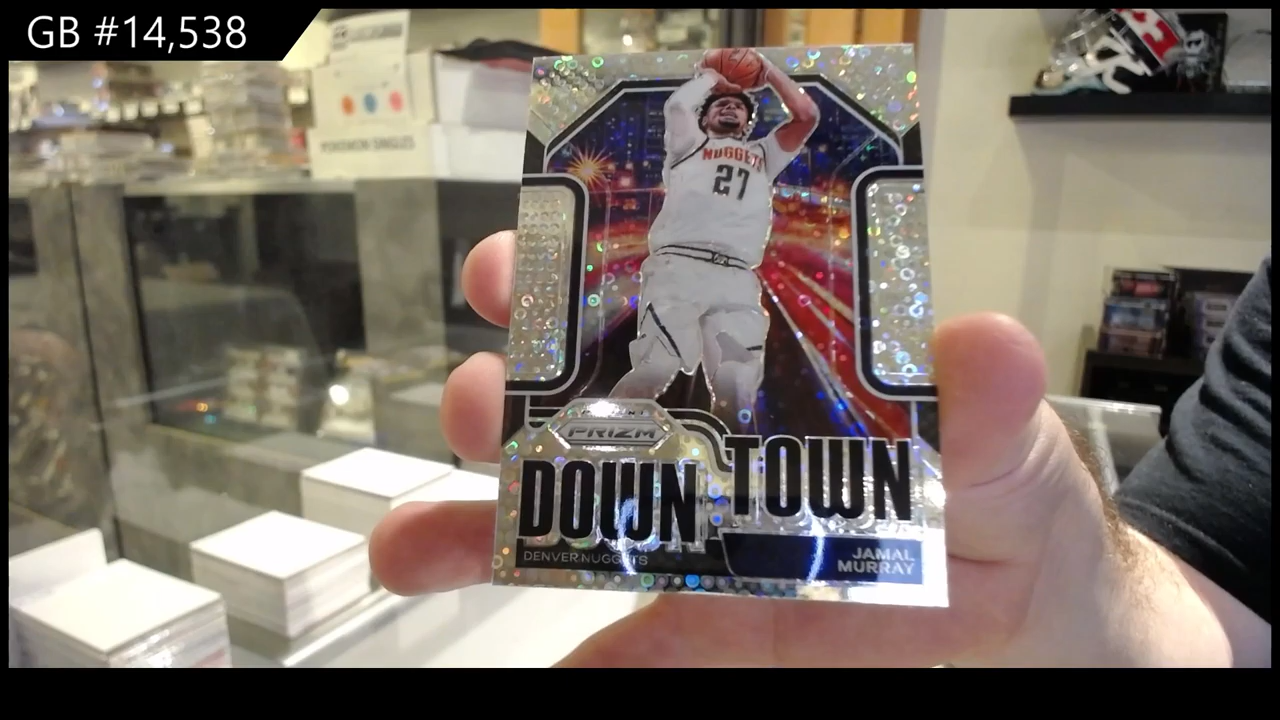 GB #14,538
POKEMON SINGLES
NUGGETS
27
PRIZM
DOWN TOWN
DENVER NUGGETS
JAMAL
MURRAY